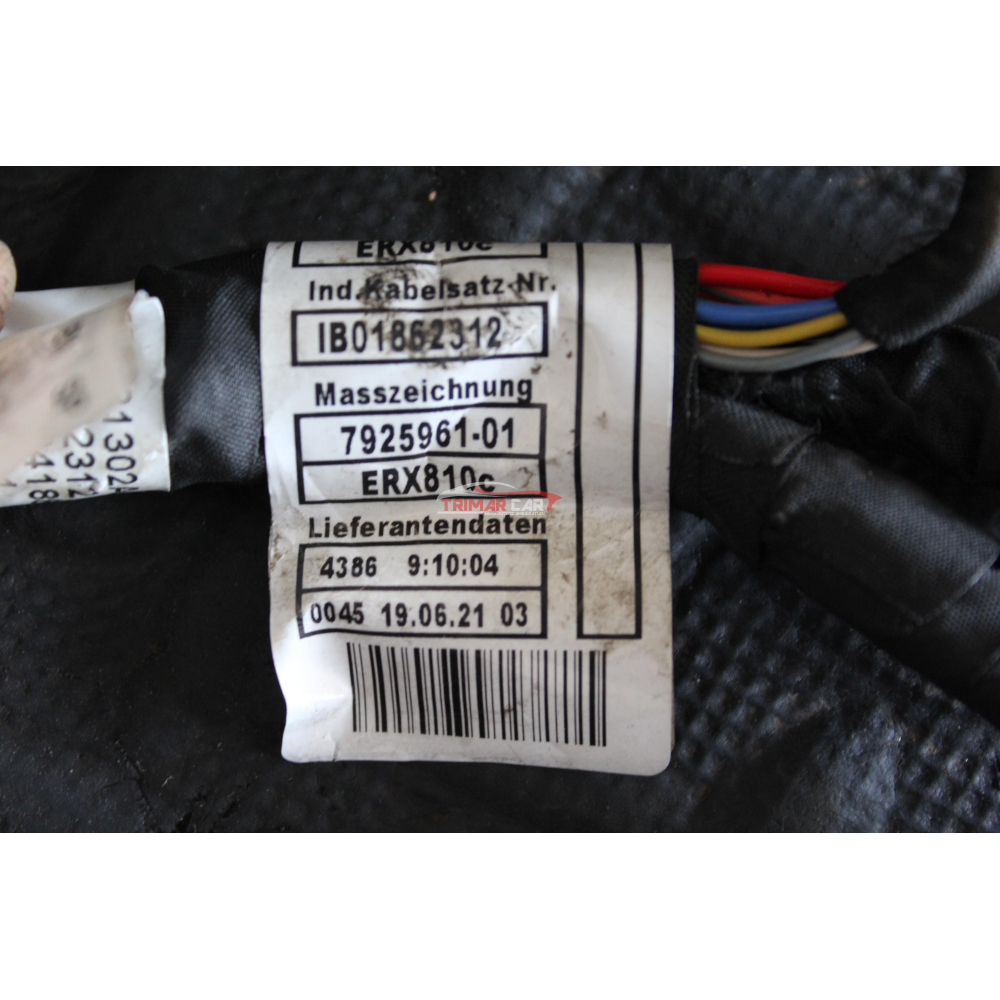 ERX810c
Ind.Kabelsatz-Nr.
IB01862312
Masszeichnung
7925961-01
ERX810c
TRIMAR CAR
Lieferantendaten
4386 9:10:04
0045 19.06.21 03